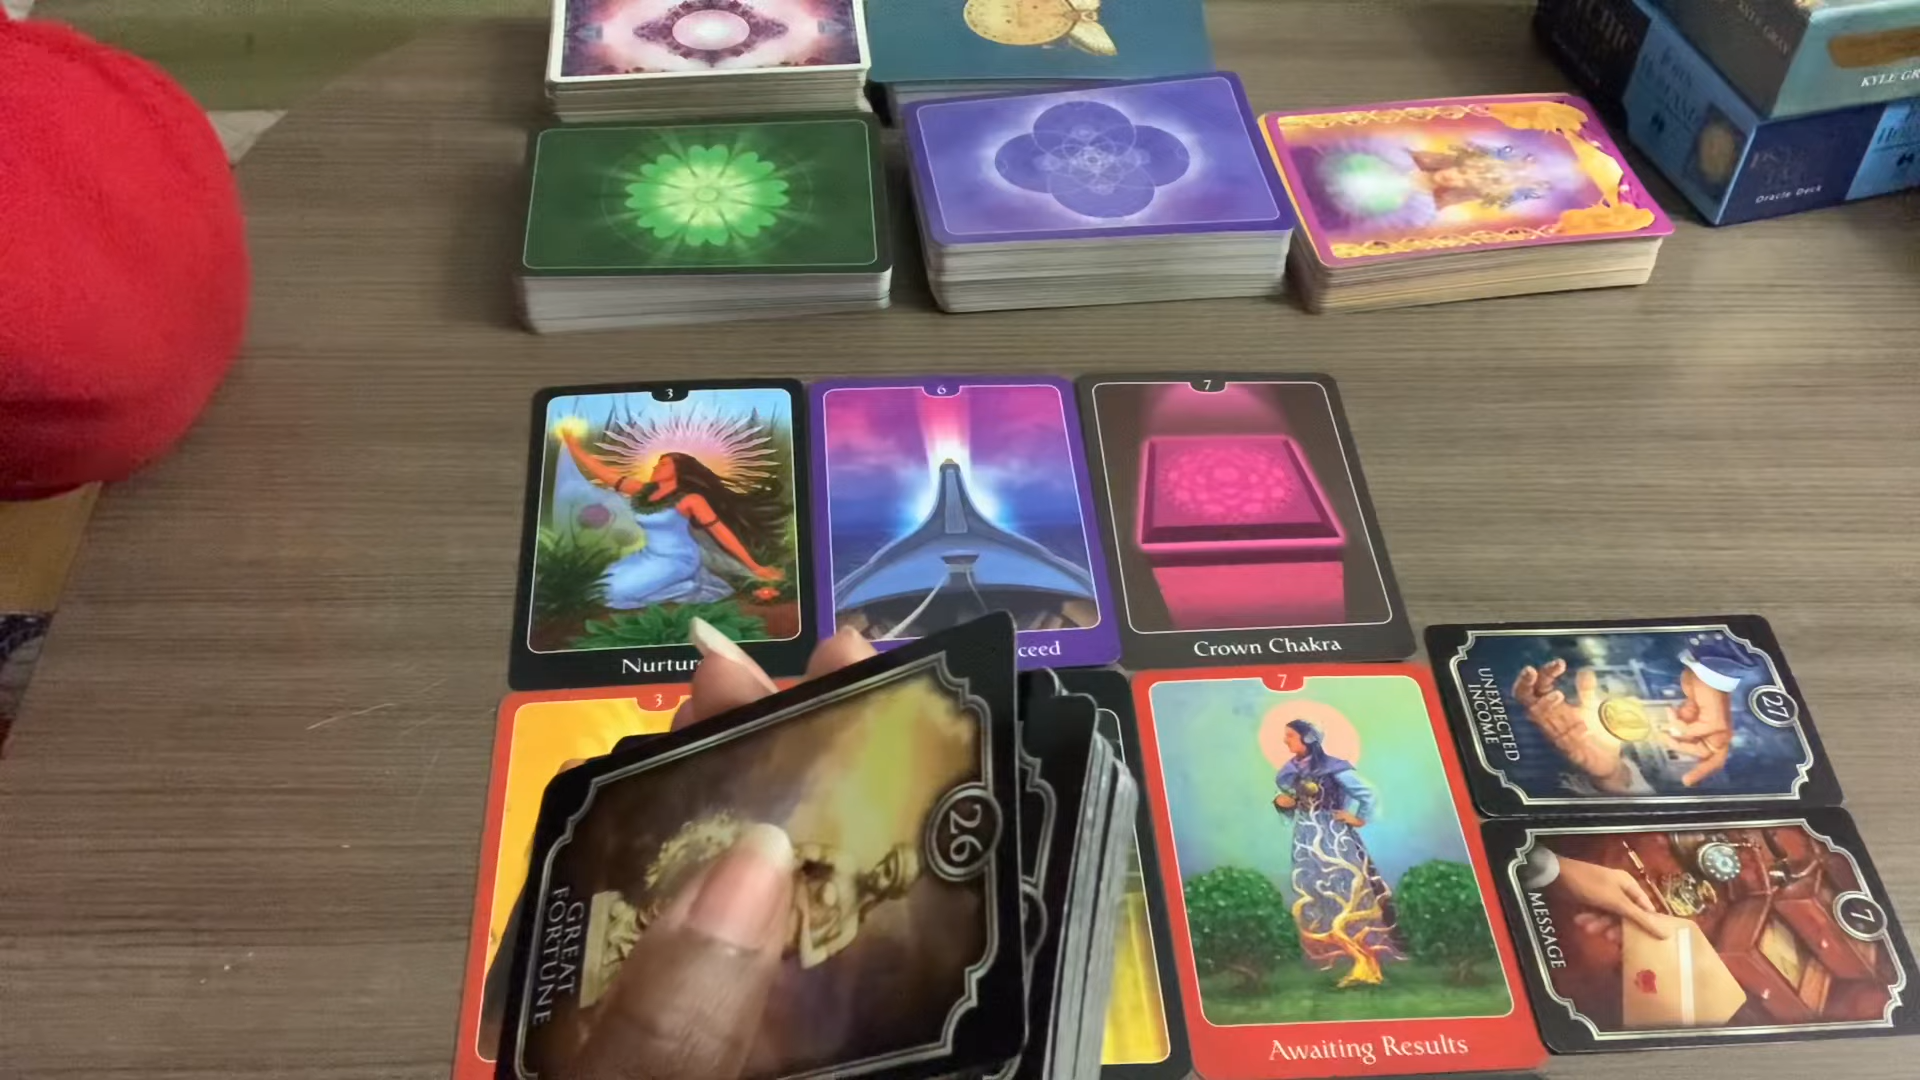 KYLE GR
Oracle Deck
3
6
7
Nurtur
ceed
Crown Chakra
3
7
UNEXPECTED
INCOME
27
26
GREAT
FORTUNE
MESSAGE
7
Awaiting Results